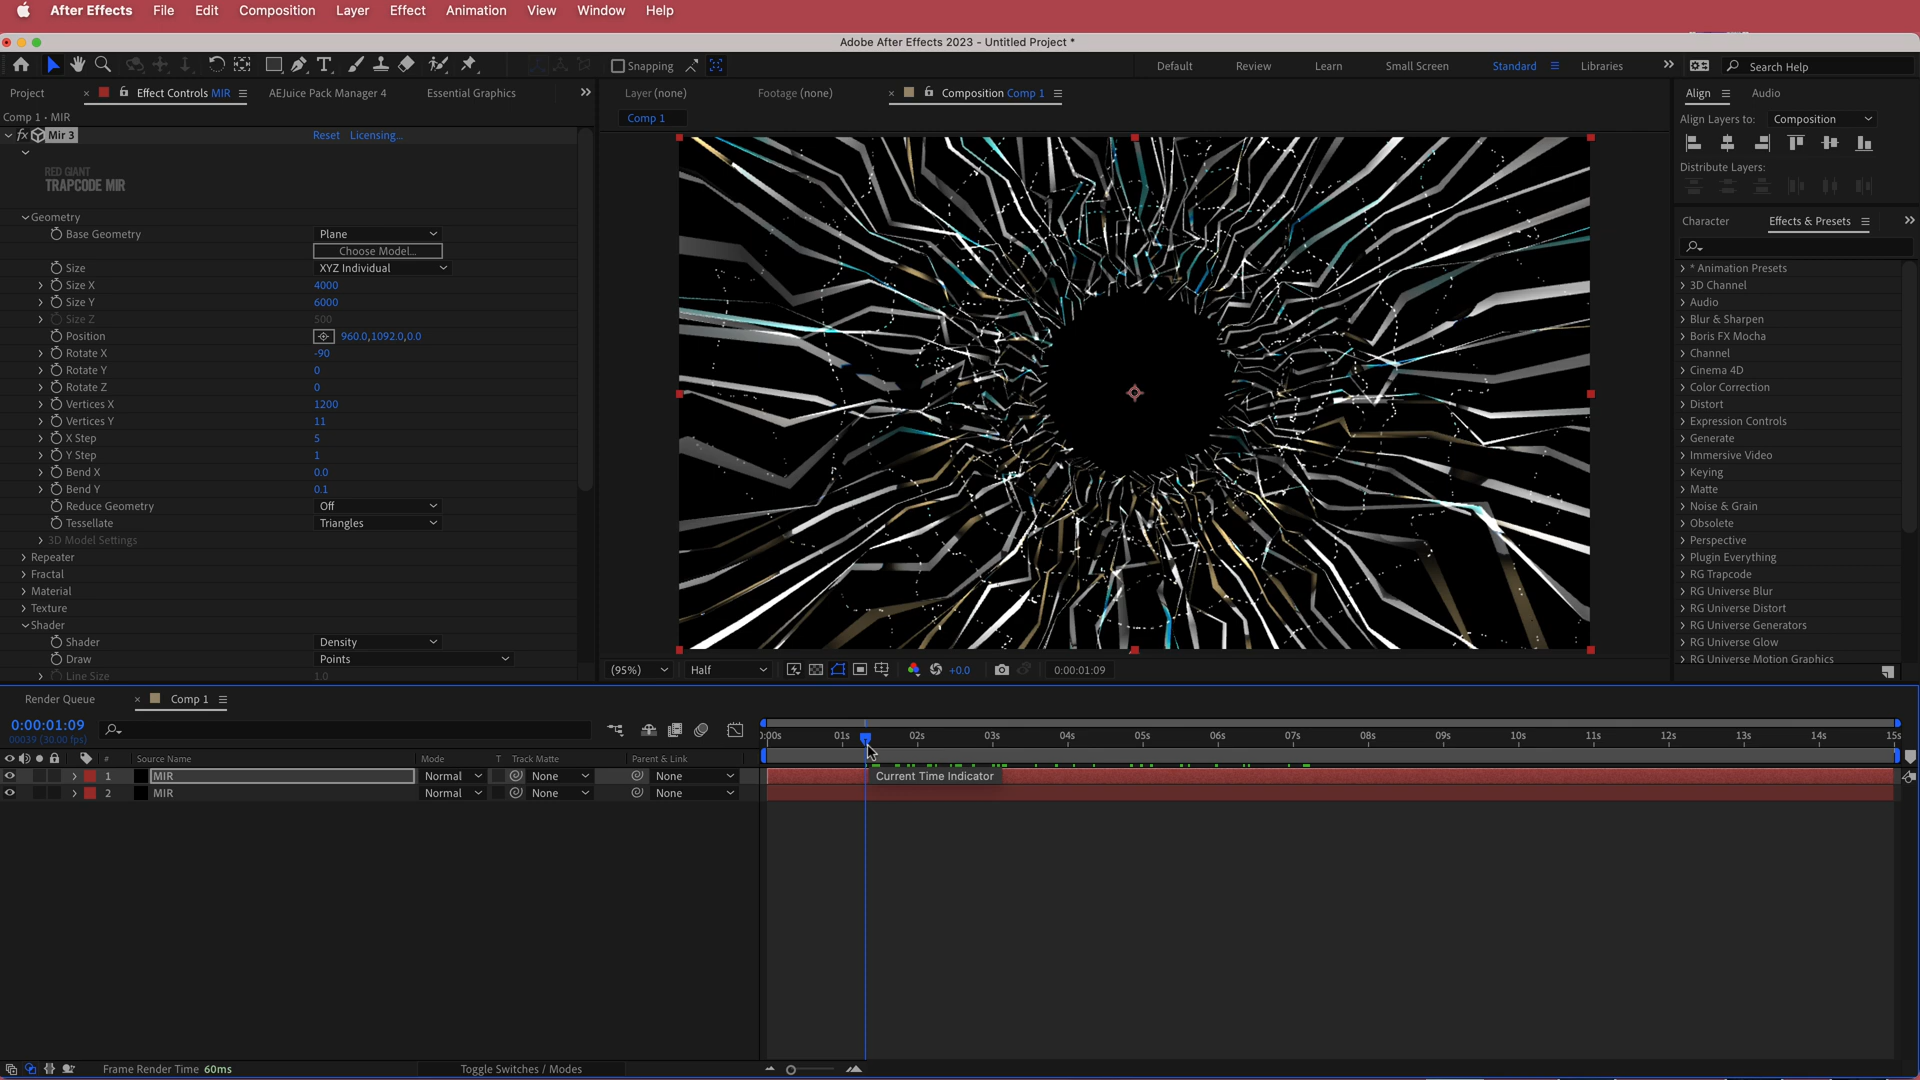 After Effects File Edit Composition Layer Effect Animation View Window Help
Adobe After Effects 2023 - Untitled Project *
Snapping Default Review Learn Small Screen Standard Libraries Search Help
Project Effect Controls MIR AEJuice Pack Manager 4 Essential Graphics
Layer (none) Footage (none) Composition Comp 1
Align Audio
Comp 1 • MIR
Comp 1
Align Layers to: Composition
fx Mir 3 Reset Licensing...
Distribute Layers:
RED GIANT
TRAPCODE MIR
Geometry
Base Geometry Plane
Choose Model...
Size XYZ Individual
Size X 4000
Size Y 6000
Size Z 500
Position 960.0,1092.0,0.0
Rotate X -90
Rotate Y 0
Rotate Z 0
Vertices X 1200
Vertices Y 11
X Step 5
Y Step 1
Bend X 0.0
Bend Y 0.1
Reduce Geometry Off
Tessellate Triangles
3D Model Settings
Repeater
Fractal
Material
Texture
Shader
Shader Density
Draw Points
Line Size 1.0
Character Effects & Presets
* Animation Presets
3D Channel
Audio
Blur & Sharpen
Boris FX Mocha
Channel
Cinema 4D
Color Correction
Distort
Expression Controls
Generate
Immersive Video
Keying
Matte
Noise & Grain
Obsolete
Perspective
Plugin Everything
RG Trapcode
RG Universe Blur
RG Universe Distort
RG Universe Generators
RG Universe Glow
RG Universe Motion Graphics
(95%) Half +0.0 0:00:01:09
Render Queue Comp 1
0:00:01:09
00039 (30.00 fps)
):00s 01s 02s 03s 04s 05s 06s 07s 08s 09s 10s 11s 12s 13s 14s 15s
# Source Name Mode T Track Matte Parent & Link
1 MIR Normal None None
Current Time Indicator
2 MIR Normal None None
Frame Render Time 60ms Toggle Switches / Modes